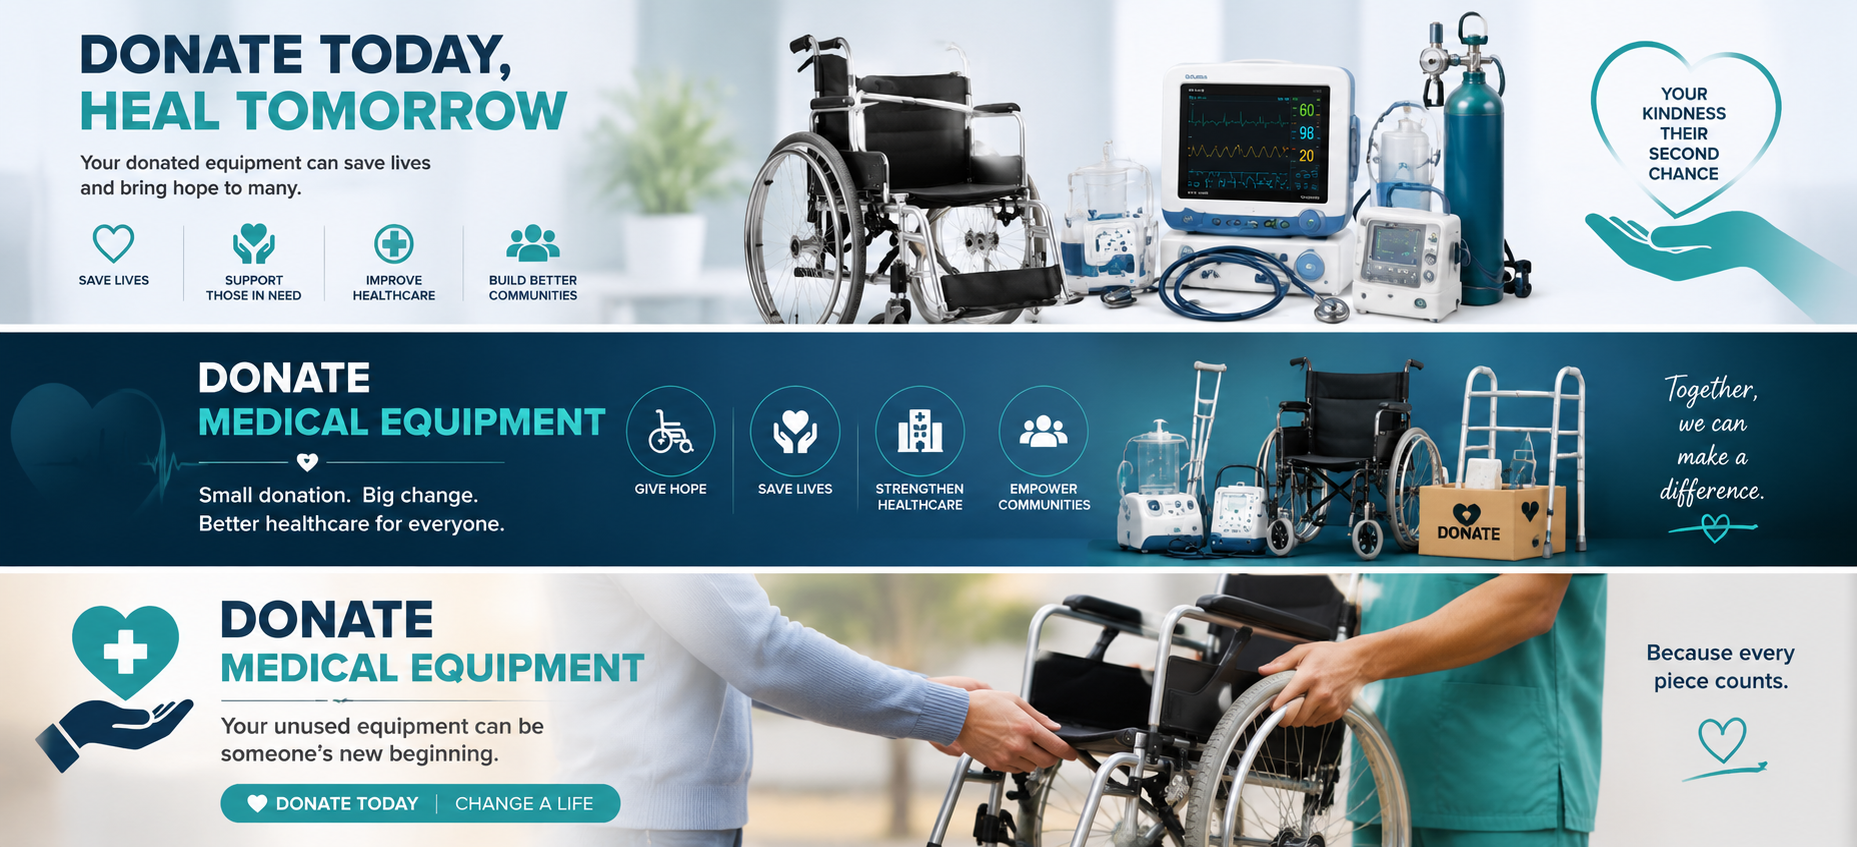 DONATE TODAY,
HEAL TOMORROW
Your donated equipment can save lives
and bring hope to many.
SAVE LIVES
SUPPORT
THOSE IN NEED
IMPROVE
HEALTHCARE
BUILD BETTER
COMMUNITIES
60
98
20
YOUR
KINDNESS
THEIR
SECOND
CHANCE
DONATE
MEDICAL EQUIPMENT
Small donation. Big change.
Better healthcare for everyone.
GIVE HOPE
SAVE LIVES
STRENGTHEN
HEALTHCARE
EMPOWER
COMMUNITIES
DONATE
Together,
we can
make a
difference.
DONATE
MEDICAL EQUIPMENT
Your unused equipment can be
someone's new beginning.
DONATE TODAY | CHANGE A LIFE
Because every
piece counts.